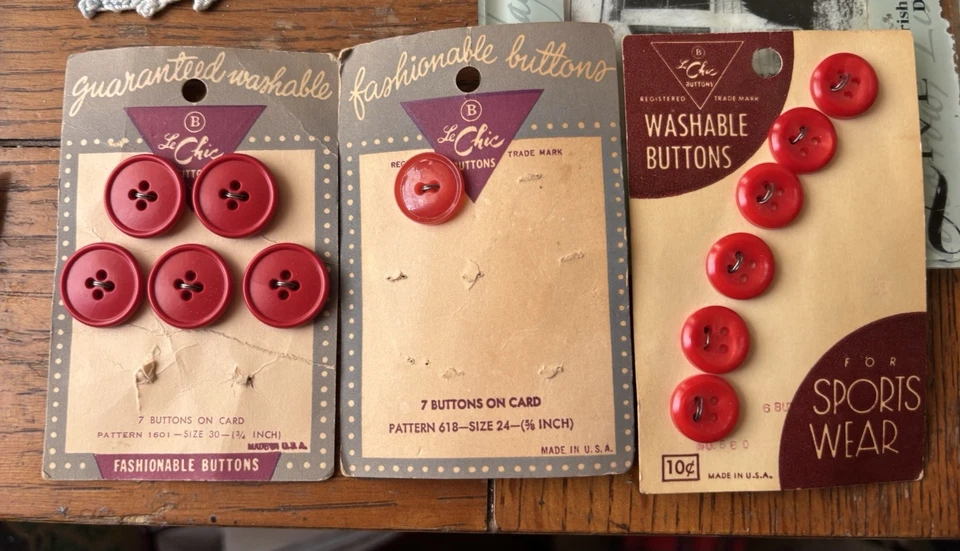 guaranteed washable
B
Le Chic
7 BUTTONS ON CARD
PATTERN 1601—SIZE 30—(¾ INCH)
MADE IN U.S.A.
FASHIONABLE BUTTONS
fashionable buttons
B
Le Chic
BUTTONS
TRADE MARK
7 BUTTONS ON CARD
PATTERN 618—SIZE 24—(⅝ INCH)
MADE IN U.S.A.
B
Le Chic
BUTTONS
REGISTERED TRADE MARK
WASHABLE
BUTTONS
FOR
SPORTS
WEAR
10¢
MADE IN U.S.A.